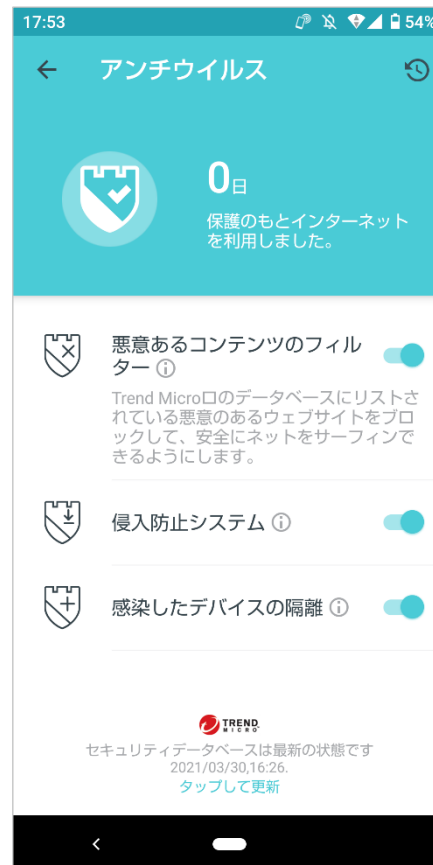 17:53
54%
アンチウイルス
0日
保護のもとインターネット
を利用しました。
悪意あるコンテンツのフィル
ター
Trend Micro口のデータベースにリストさ
れている悪意のあるウェブサイトをブロ
ックして、安全にネットをサーフィンで
きるようにします。
侵入防止システム
感染したデバイスの隔離
TREND
MICRO
セキュリティデータベースは最新の状態です
2021/03/30,16:26.
タップして更新